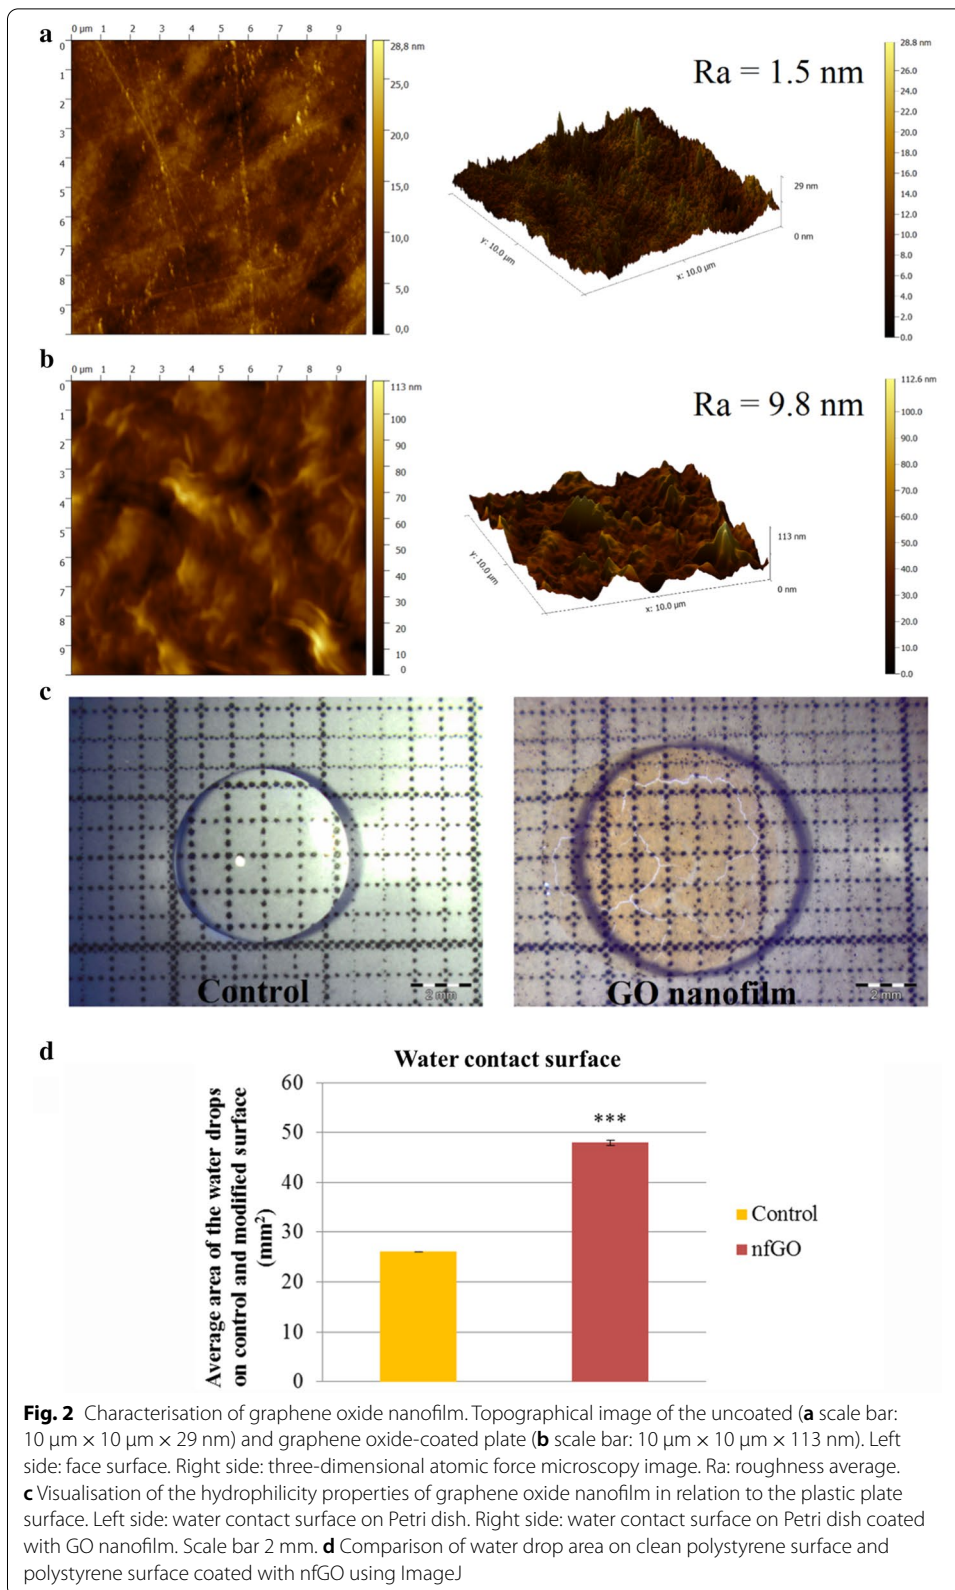 a
0 µm 1 2 3 4 5 6 7 8 9
0
1
2
3
4
5
6
7
8
9
28,8 nm
25,0
20,0
15,0
10,0
5,0
0,0
Ra = 1.5 nm
29 nm
0 nm
Y: 10.0 µm
x: 10.0 µm
28.8 nm
26.0
24.0
22.0
20.0
18.0
16.0
14.0
12.0
10.0
8.0
6.0
4.0
2.0
0.0
b
0 µm 1 2 3 4 5 6 7 8 9
0
1
2
3
4
5
6
7
8
9
113 nm
100
90
80
70
60
50
40
30
20
10
0
Ra = 9.8 nm
113 nm
0 nm
Y: 10.0 µm
x: 10.0 µm
112.6 nm
100.0
90.0
80.0
70.0
60.0
50.0
40.0
30.0
20.0
10.0
0.0
c
Control
2 mm
GO nanofilm
2 mm
d
Water contact surface
Average area of the water drops
on control and modified surface
(mm²)
60
50
40
30
20
10
0
***
Control
nfGO
Fig. 2 Characterisation of graphene oxide nanofilm. Topographical image of the uncoated (a scale bar:
10 µm × 10 µm × 29 nm) and graphene oxide-coated plate (b scale bar: 10 µm × 10 µm × 113 nm). Left
side: face surface. Right side: three-dimensional atomic force microscopy image. Ra: roughness average.
c Visualisation of the hydrophilicity properties of graphene oxide nanofilm in relation to the plastic plate
surface. Left side: water contact surface on Petri dish. Right side: water contact surface on Petri dish coated
with GO nanofilm. Scale bar 2 mm. d Comparison of water drop area on clean polystyrene surface and
polystyrene surface coated with nfGO using ImageJ